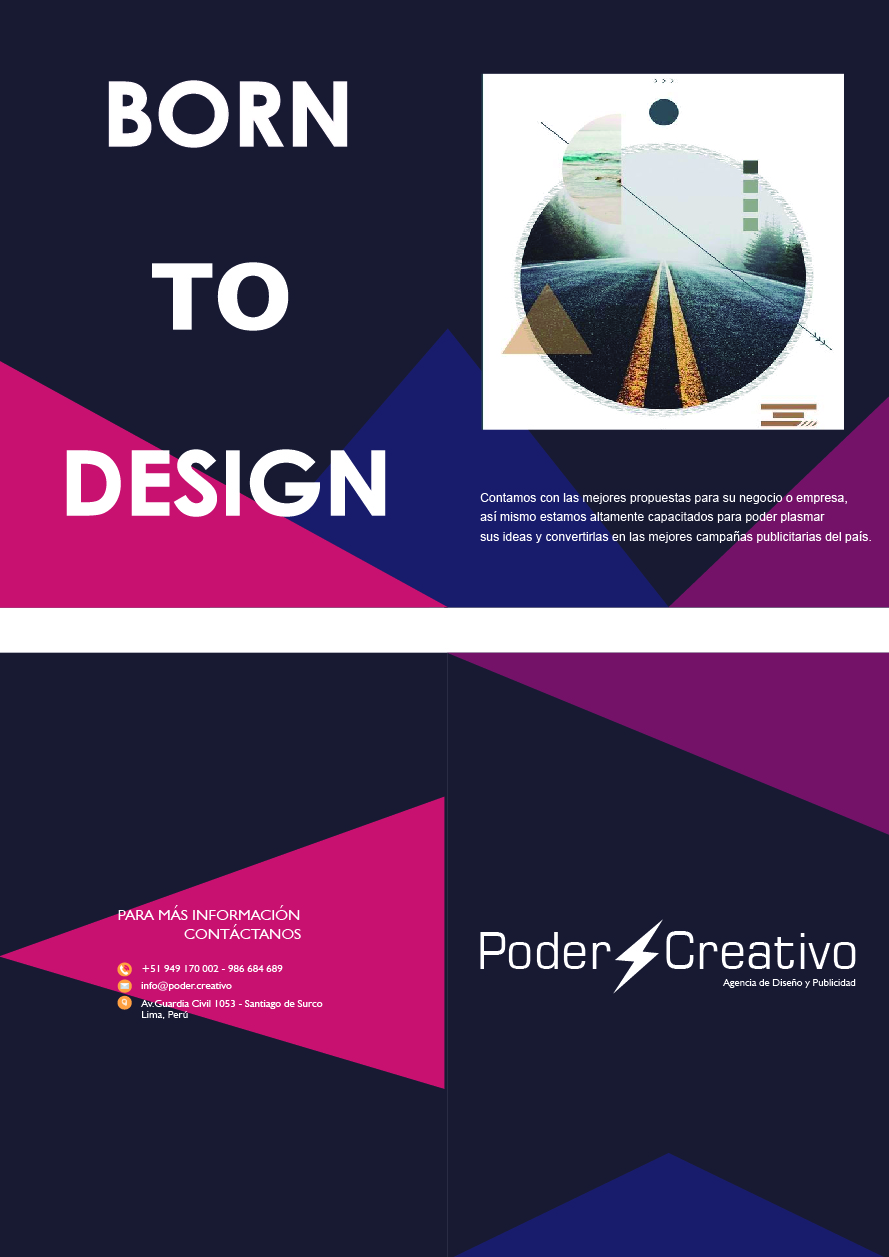 BORN
TO
DESIGN
Contamos con las mejores propuestas para su negocio o empresa,
así mismo estamos altamente capacitados para poder plasmar
sus ideas y convertirlas en las mejores campañas publicitarias del país.
PARA MÁS INFORMACIÓN
CONTÁCTANOS
+51 949 170 002 - 986 684 689
info@poder.creativo
Av.Guardia Civil 1053 - Santiago de Surco
Lima, Perú
Poder Creativo
Agencia de Diseño y Publicidad